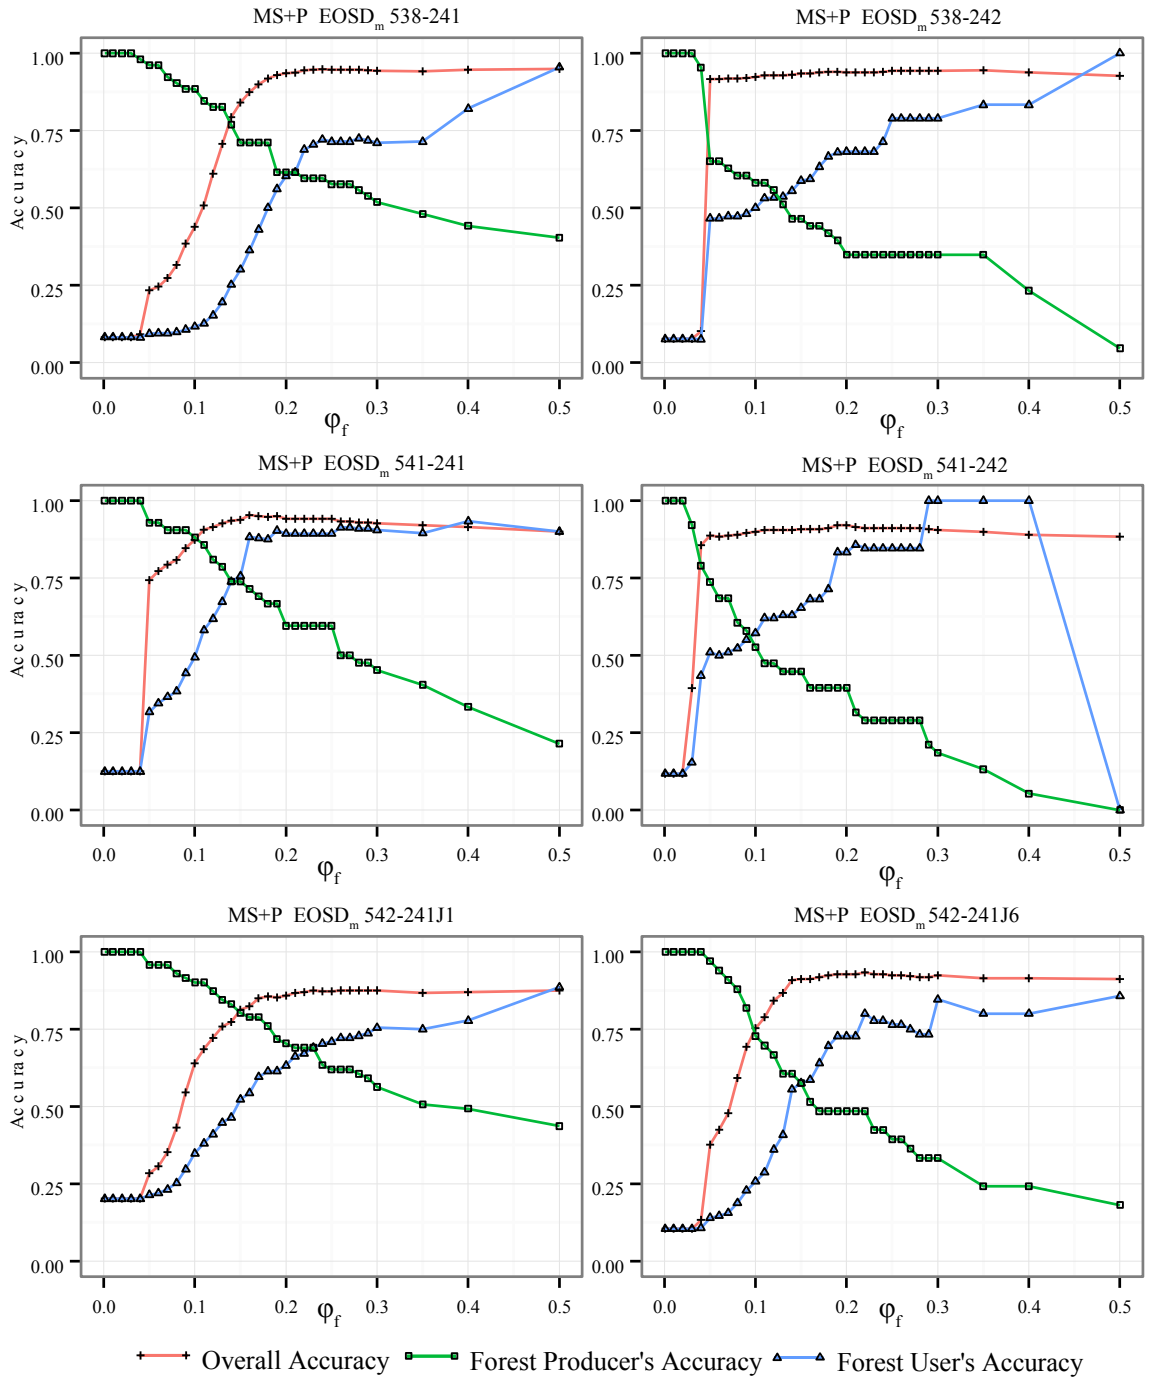 MS+P EOSDm 538-241
MS+P EOSDm 538-242
Accuracy
1.00
0.75
0.50
0.25
0.00
1.00
0.75
0.50
0.25
0.00
0.0 0.1 0.2 0.3 0.4 0.5
φf
0.0 0.1 0.2 0.3 0.4 0.5
φf
MS+P EOSDm 541-241
MS+P EOSDm 541-242
Accuracy
1.00
0.75
0.50
0.25
0.00
1.00
0.75
0.50
0.25
0.00
0.0 0.1 0.2 0.3 0.4 0.5
φf
0.0 0.1 0.2 0.3 0.4 0.5
φf
MS+P EOSDm 542-241J1
MS+P EOSDm 542-241J6
Accuracy
1.00
0.75
0.50
0.25
0.00
1.00
0.75
0.50
0.25
0.00
0.0 0.1 0.2 0.3 0.4 0.5
φf
0.0 0.1 0.2 0.3 0.4 0.5
φf
Overall Accuracy Forest Producer's Accuracy Forest User's Accuracy